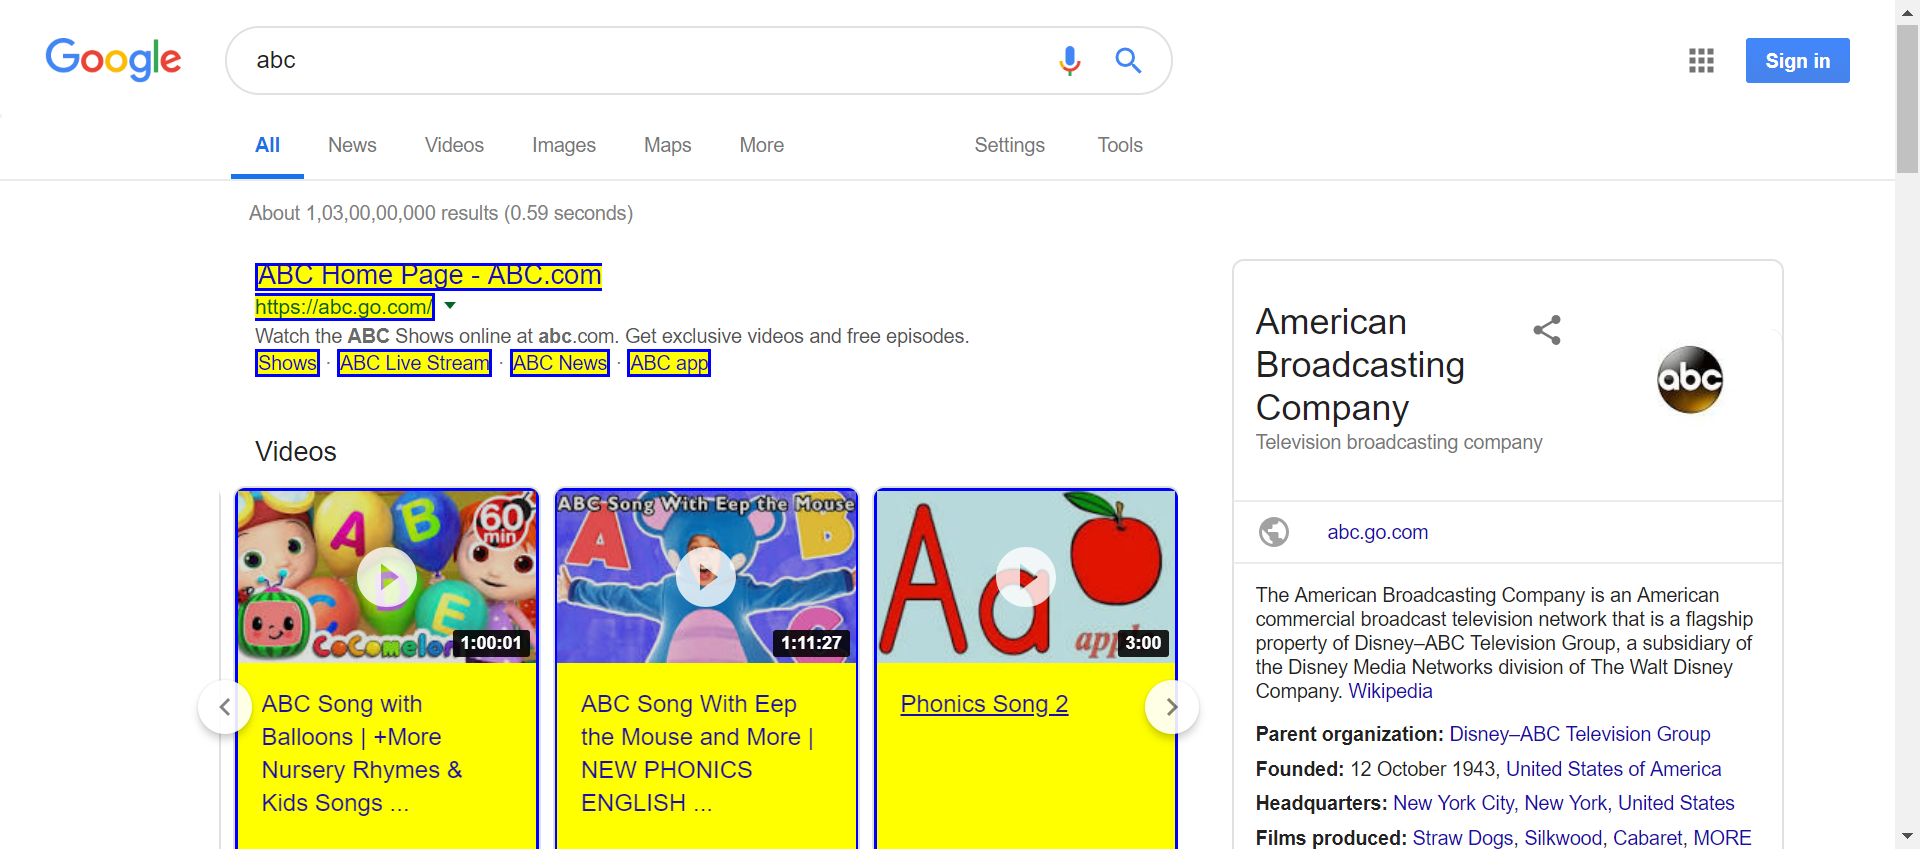 Google
abc
Sign in
All News Videos Images Maps More Settings Tools
About 1,03,00,00,000 results (0.59 seconds)
ABC Home Page - ABC.com
https://abc.go.com/
Watch the ABC Shows online at abc.com. Get exclusive videos and free episodes.
Shows · ABC Live Stream · ABC News · ABC app
Videos
A B
60
min
C B E
CoComelon
1:00:01
ABC Song with
Balloons | +More
Nursery Rhymes &
Kids Songs ...
ABC Song With Eep the Mouse
A B
C
1:11:27
ABC Song With Eep
the Mouse and More |
NEW PHONICS
ENGLISH ...
Aa
apple
3:00
Phonics Song 2
American
Broadcasting
Company
Television broadcasting company
abc
abc.go.com
The American Broadcasting Company is an American
commercial broadcast television network that is a flagship
property of Disney–ABC Television Group, a subsidiary of
the Disney Media Networks division of The Walt Disney
Company. Wikipedia
Parent organization: Disney–ABC Television Group
Founded: 12 October 1943, United States of America
Headquarters: New York City, New York, United States
Films produced: Straw Dogs, Silkwood, Cabaret, MORE